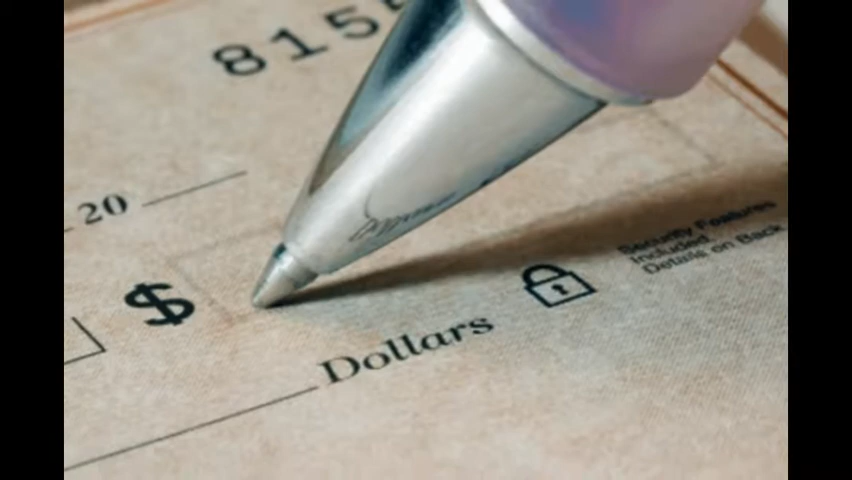 815
20
$
Security Features
Included.
Details on Back
Dollars